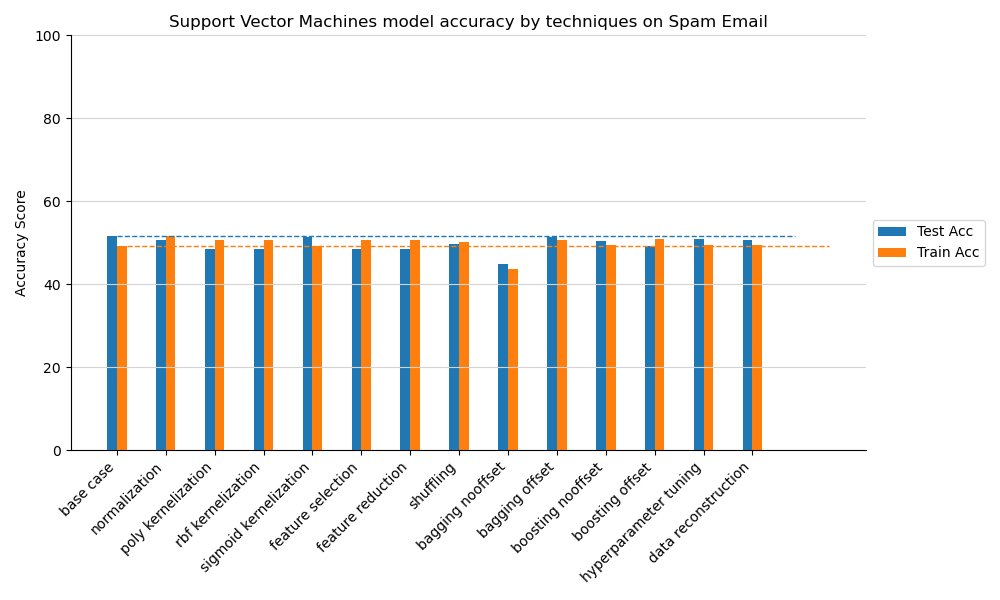 Support Vector Machines model accuracy by techniques on Spam Email
100
80
60
40
20
0
Accuracy Score
base case
normalization
poly kernelization
rbf kernelization
sigmoid kernelization
feature selection
feature reduction
shuffling
bagging nooffset
bagging offset
boosting nooffset
boosting offset
hyperparameter tuning
data reconstruction
Test Acc
Train Acc